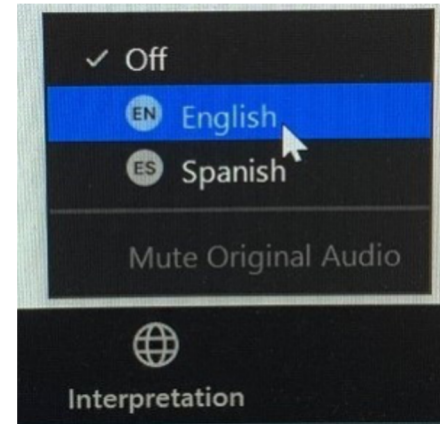 ✓ Off
EN English
ES Spanish
Mute Original Audio
Interpretation